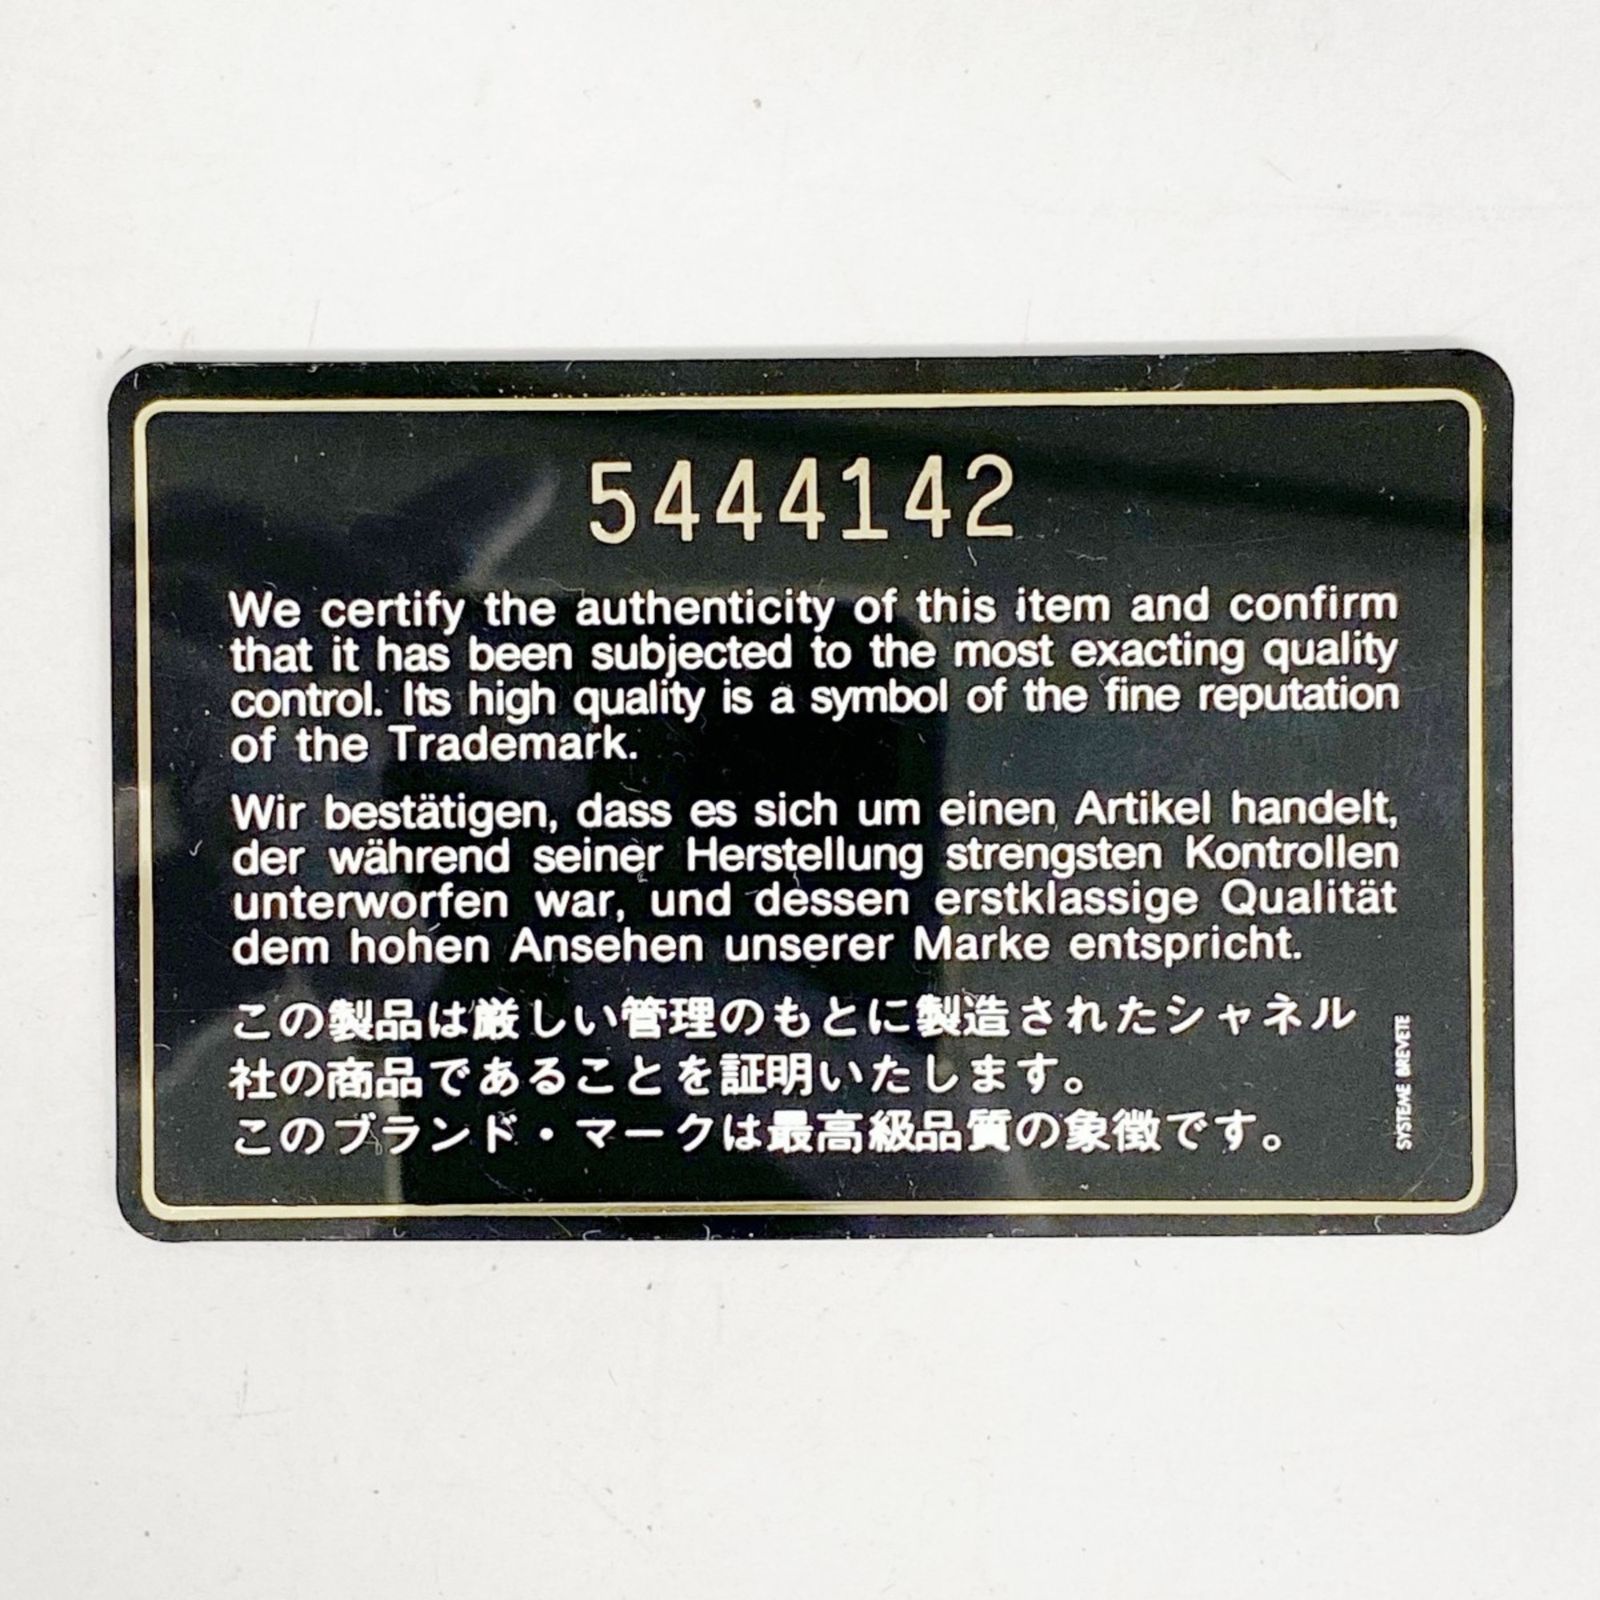 5444142
We certify the authenticity of this item and confirm
that it has been subjected to the most exacting quality
control. Its high quality is a symbol of the fine reputation
of the Trademark.
Wir bestätigen, dass es sich um einen Artikel handelt,
der während seiner Herstellung strengsten Kontrollen
unterworfen war, und dessen erstklassige Qualität
dem hohen Ansehen unserer Marke entspricht.
この製品は厳しい管理のもとに製造されたシャネル
社の商品であることを証明いたします。
このブランド・マークは最高級品質の象徴です。
SYSTEME BREVETE